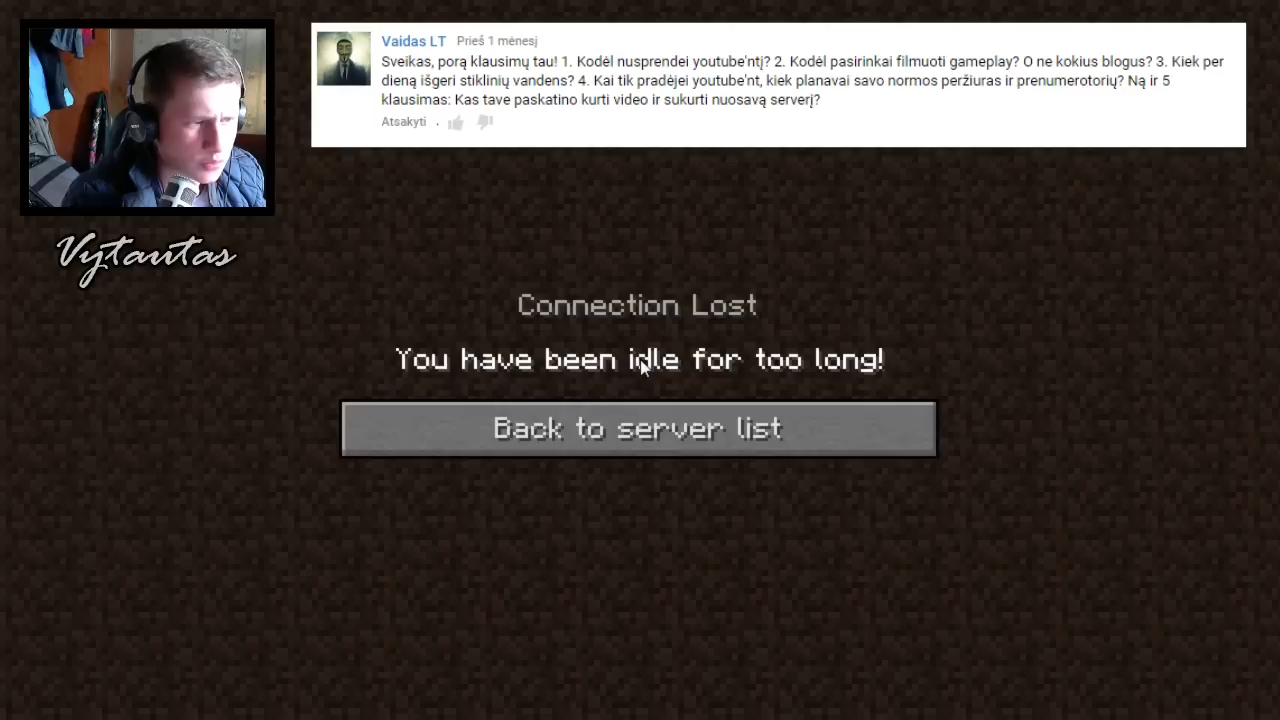 Vaidas LT Prieš 1 mėnesį
Sveikas, porą klausimų tau! 1. Kodėl nusprendei youtube'ntį? 2. Kodėl pasirinkai filmuoti gameplay? O ne kokius blogus? 3. Kiek per
dieną išgeri stiklinių vandens? 4. Kai tik pradėjei youtube'nt, kiek planavai savo normos peržiuras ir prenumerotorių? Ną ir 5
klausimas: Kas tave paskatino kurti video ir sukurti nuosavą serverį?
Atsakyti .
Vytautas
Connection Lost
You have been idle for too long!
Back to server list